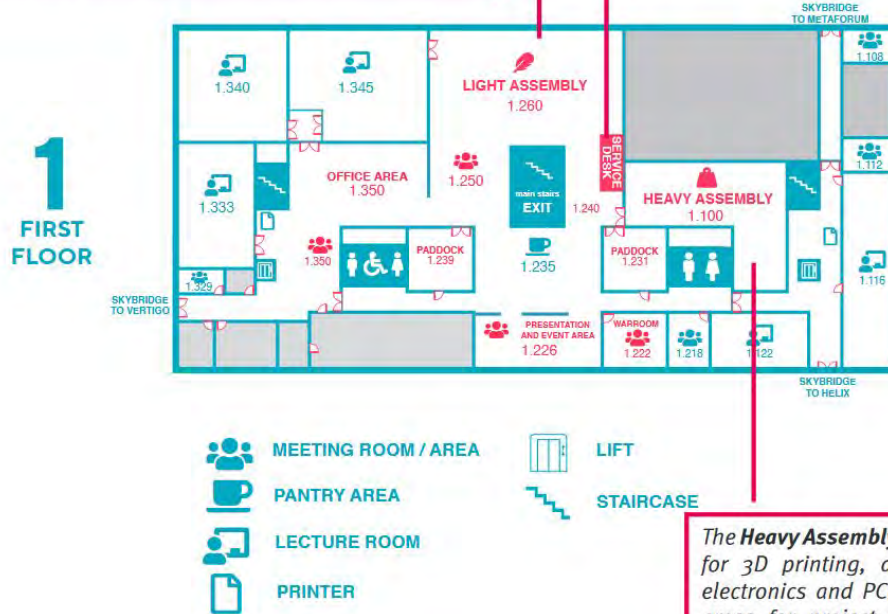 SKYBRIDGE
TO METAFORUM
1.108
1.340
1.345
LIGHT ASSEMBLY
1.260
SERVICE
DESK
1.112
OFFICE AREA
1.350
1.250
main stairs
EXIT
HEAVY ASSEMBLY
1.100
1.333
1.240
1
FIRST
FLOOR
1.350
PADDOCK
1.239
1.235
PADDOCK
1.231
1.116
1.329
SKYBRIDGE
TO VERTIGO
PRESENTATION
AND EVENT AREA
1.226
WARROOM
1.222
1.218
1.122
SKYBRIDGE
TO HELIX
MEETING ROOM / AREA
LIFT
PANTRY AREA
STAIRCASE
LECTURE ROOM
PRINTER
The Heavy Assembly
for 3D printing,
electronics and PC